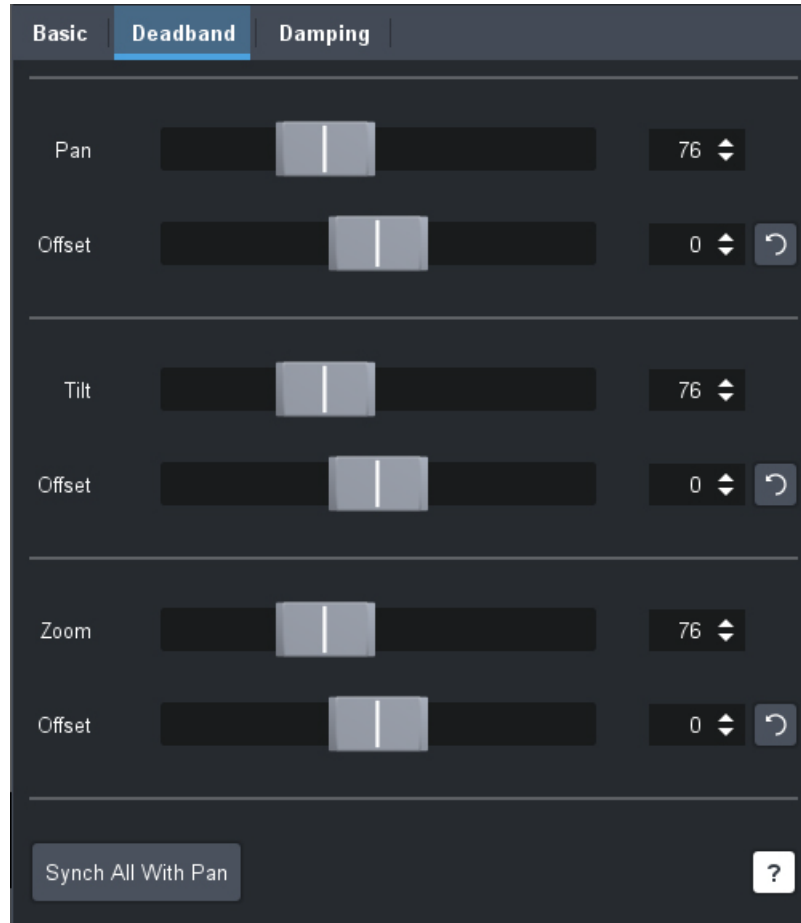 Basic Deadband Damping
Pan 76
Offset 0
Tilt 76
Offset 0
Zoom 76
Offset 0
Synch All With Pan ?